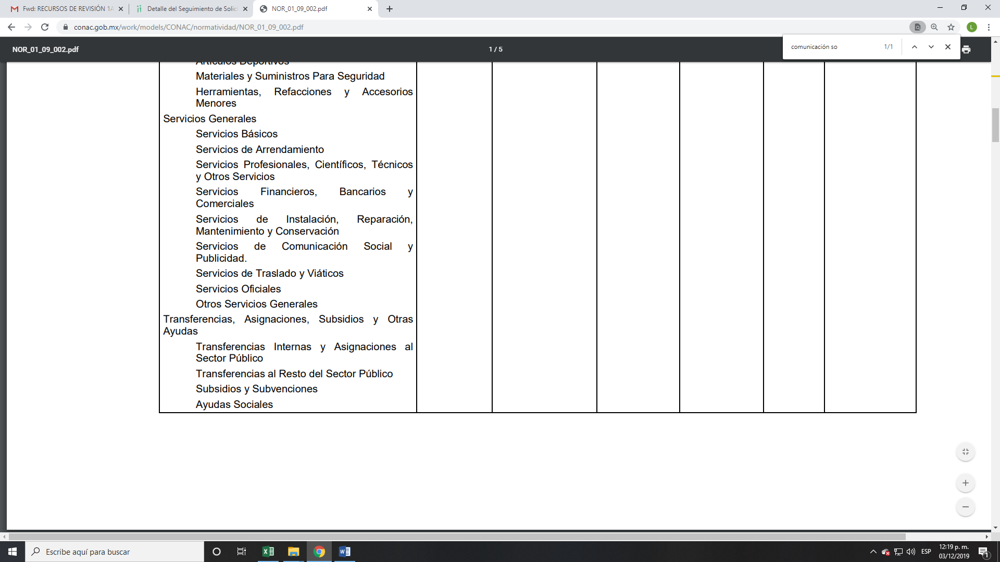 Fwd: RECURSOS DE REVISIÓN 1A
Detalle del Seguimiento de Solici
NOR_01_09_002.pdf
conac.gob.mx/work/models/CONAC/normatividad/NOR_01_09_002.pdf
L
NOR_01_09_002.pdf
1 / 5
comunicación so
1/1
Artículos Deportivos
Materiales y Suministros Para Seguridad
Herramientas, Refacciones y Accesorios
Menores
Servicios Generales
Servicios Básicos
Servicios de Arrendamiento
Servicios Profesionales, Científicos, Técnicos
y Otros Servicios
Servicios Financieros, Bancarios y
Comerciales
Servicios de Instalación, Reparación,
Mantenimiento y Conservación
Servicios de Comunicación Social y
Publicidad.
Servicios de Traslado y Viáticos
Servicios Oficiales
Otros Servicios Generales
Transferencias, Asignaciones, Subsidios y Otras
Ayudas
Transferencias Internas y Asignaciones al
Sector Público
Transferencias al Resto del Sector Público
Subsidios y Subvenciones
Ayudas Sociales
Escribe aquí para buscar
ESP
12:19 p. m.
03/12/2019
1